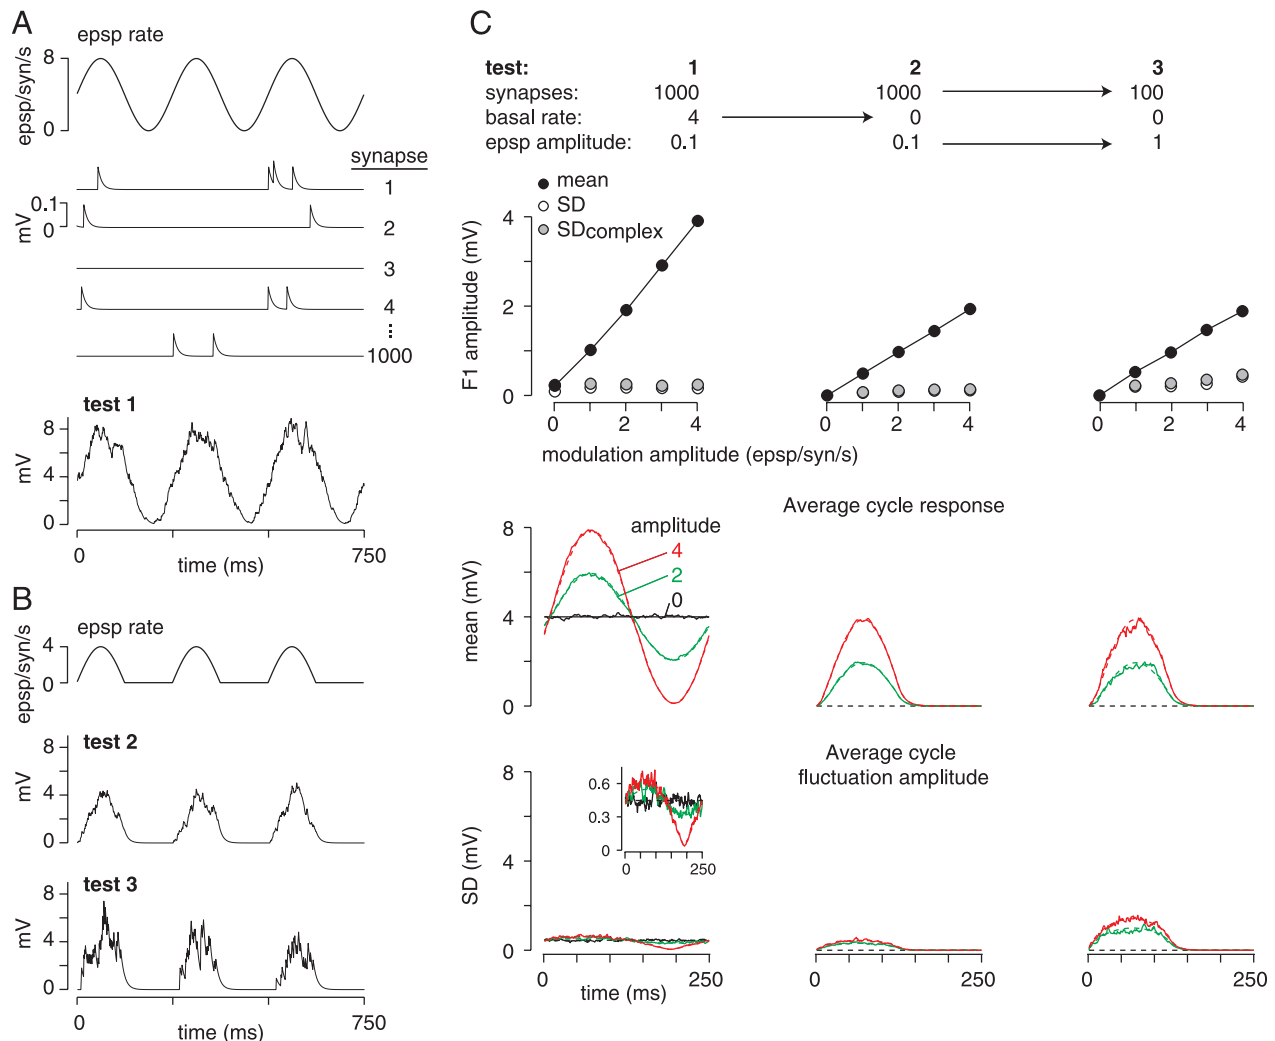 A
epsp rate
epsp/syn/s
8
0
synapse
1
0.1
0
mV
2
3
4
1000
test 1
8
4
0
mV
0
750
time (ms)
B
epsp rate
epsp/syn/s
4
0
test 2
8
4
0
mV
test 3
8
4
0
mV
0
750
time (ms)
C
test: 1 2 3
synapses: 1000 1000 100
basal rate: 4 0 0
epsp amplitude: 0.1 0.1 1
mean
SD
SDcomplex
F1 amplitude (mV)
4
2
0
0 2 4
0 2 4
0 2 4
modulation amplitude (epsp/syn/s)
Average cycle response
mean (mV)
8
4
0
amplitude
4
2
0
Average cycle
fluctuation amplitude
SD (mV)
8
4
0
0.6
0.3
0
0 250
0 250
0 250
0 250
time (ms)